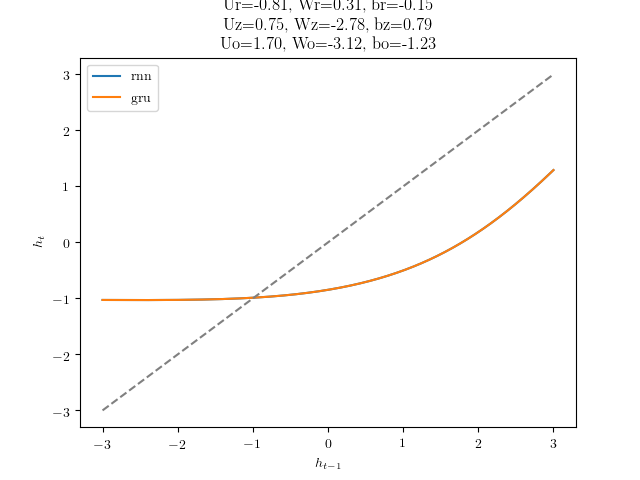 Ur=-0.81, Wr=0.31, br=-0.15
Uz=0.75, Wz=-2.78, bz=0.79
Uo=1.70, Wo=-3.12, bo=-1.23
rnn
gru
3
2
1
0
−1
−2
−3
h_t
−3 −2 −1 0 1 2 3
h_{t−1}